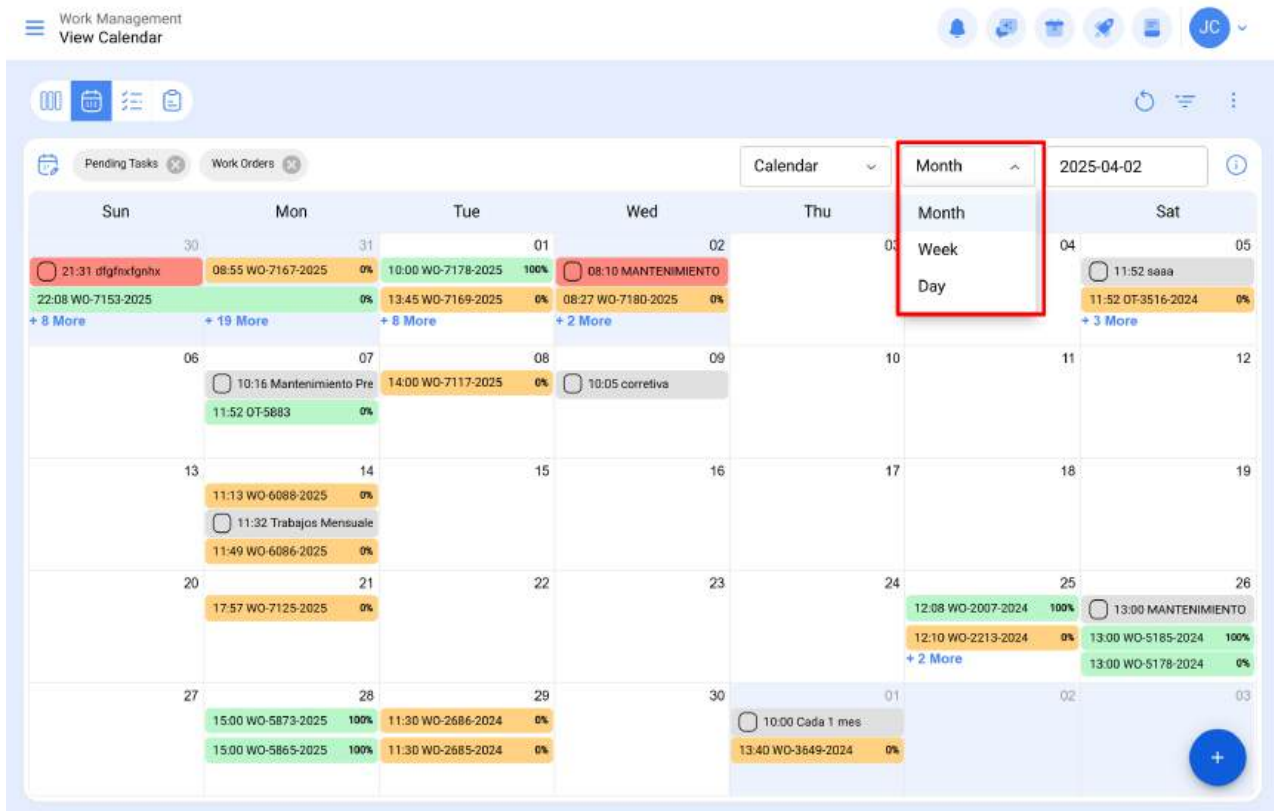 Work Management
View Calendar
JC
Pending Tasks
Work Orders
Calendar
Month
2025-04-02
Month
Week
Day
Sun Mon Tue Wed Thu Sat
30 31 01 02 03 04 05
21:31 dfgfnxfgnhx
08:55 WO-7167-2025 0%
10:00 WO-7178-2025 100%
08:10 MANTENIMIENTO
11:52 saaa
22:08 WO-7153-2025 0%
13:45 WO-7169-2025 0%
08:27 WO-7180-2025 0%
11:52 OT-3516-2024 0%
+ 8 More
+ 19 More
+ 8 More
+ 2 More
+ 3 More
06 07 08 09 10 11 12
10:16 Mantenimiento Pre
14:00 WO-7117-2025 0%
10:05 corretiva
11:52 OT-5883 0%
13 14 15 16 17 18 19
11:13 WO-6088-2025 0%
11:32 Trabajos Mensuale
11:49 WO-6086-2025 0%
20 21 22 23 24 25 26
17:57 WO-7125-2025 0%
12:08 WO-2007-2024 100%
13:00 MANTENIMIENTO
12:10 WO-2213-2024 0%
13:00 WO-5185-2024 100%
+ 2 More
13:00 WO-5178-2024 0%
27 28 29 30 01 02 03
15:00 WO-5873-2025 100%
11:30 WO-2686-2024 0%
10:00 Cada 1 mes
15:00 WO-5865-2025 100%
11:30 WO-2685-2024 0%
13:40 WO-3649-2024 0%
+